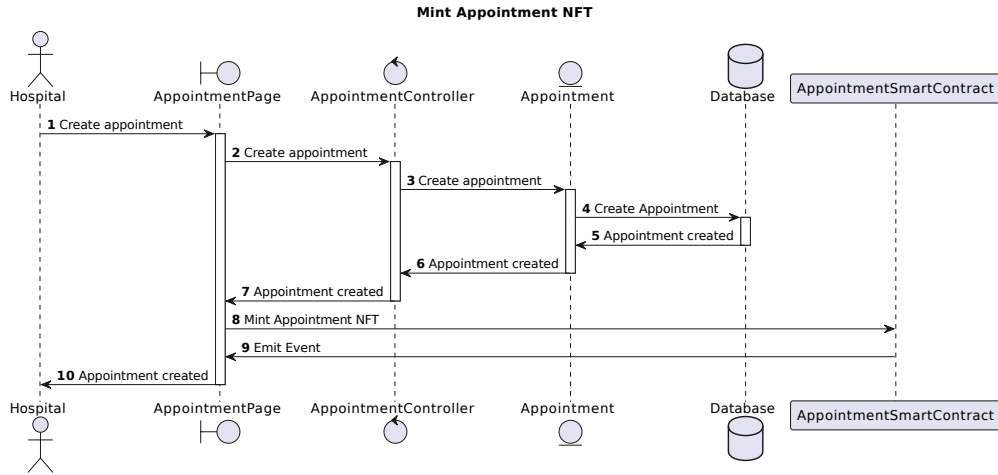 Mint Appointment NFT
Hospital
AppointmentPage
AppointmentController
Appointment
Database
AppointmentSmartContract
1 Create appointment
2 Create appointment
3 Create appointment
4 Create Appointment
5 Appointment created
6 Appointment created
7 Appointment created
8 Mint Appointment NFT
9 Emit Event
10 Appointment created
Hospital
AppointmentPage
AppointmentController
Appointment
Database
AppointmentSmartContract